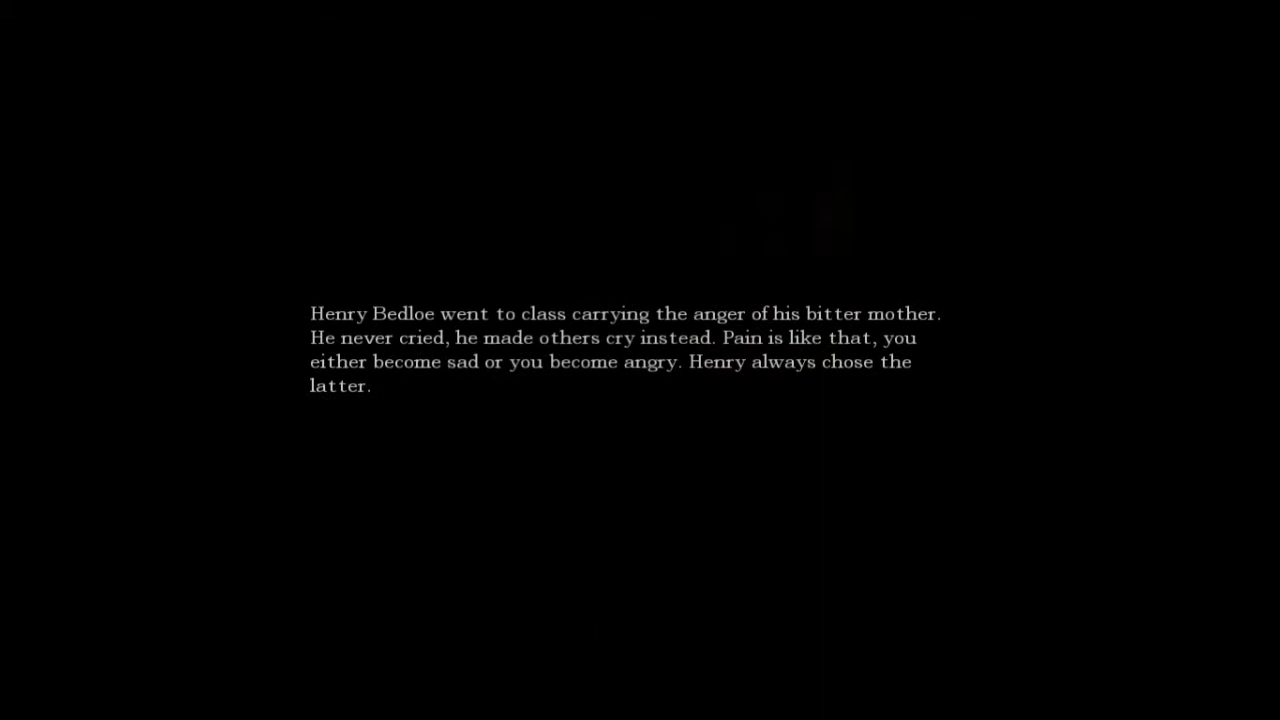 Henry Bedloe went to class carrying the anger of his bitter mother.
He never cried, he made others cry instead. Pain is like that, you
either become sad or you become angry. Henry always chose the
latter.